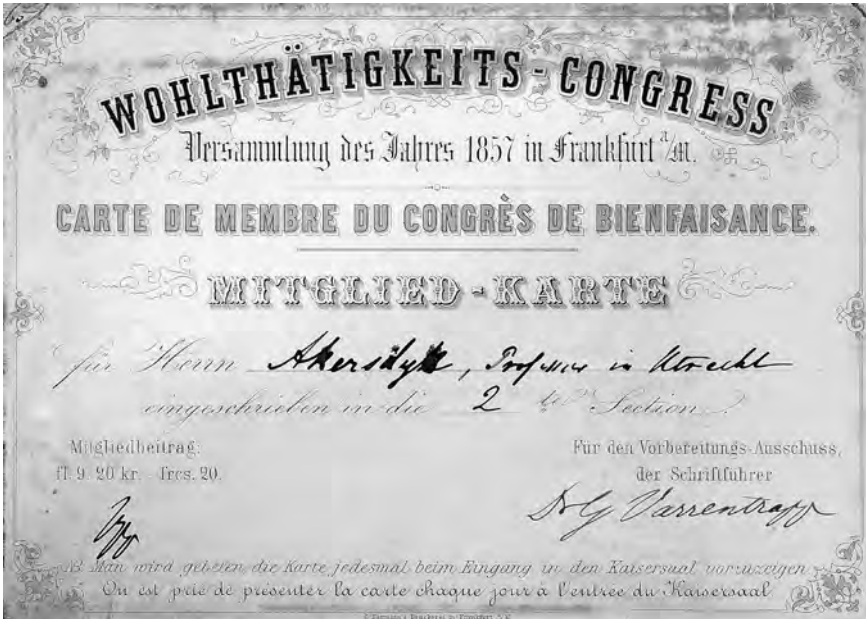 WOHLTHÄTIGKEITS-CONGRESS
Versammlung des Jahres 1857 in Frankfurt a/M.
CARTE DE MEMBRE DU CONGRÈS DE BIENFAISANCE.
MITGLIED-KARTE
für Herrn Akersdyk, Professor in Utrecht
eingeschrieben in die 2 ten Section.
Mitgliedbeitrag:
fl. 9. 20 kr. - frcs. 20.
Für den Vorbereitungs-Ausschuss,
der Schriftführer
Dr G Varrentrapp
Man wird gebeten die Karte jedesmal beim Eingang in den Kaisersaal vorzuzeigen
On est prié de présenter la carte chaque jour à l'entrée du Kaisersaal